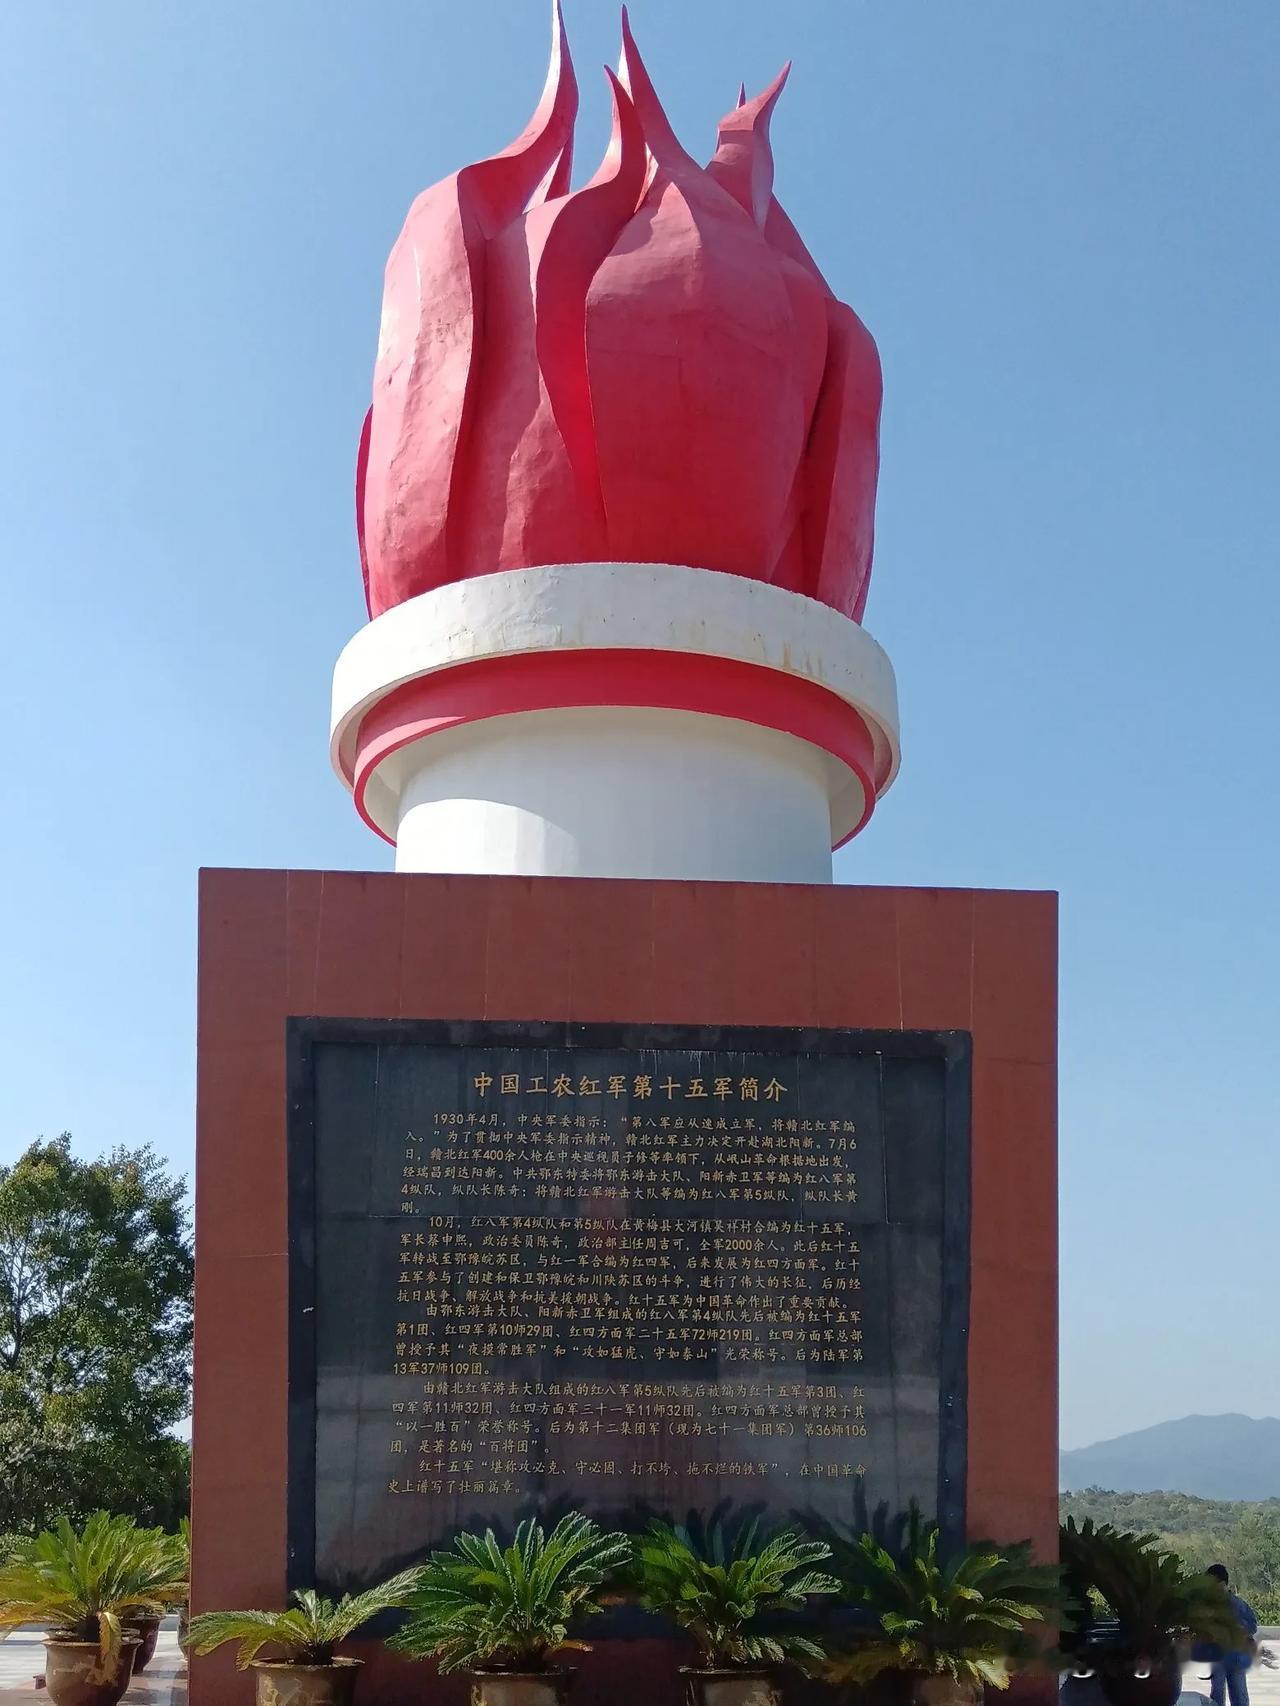 中国工农红军第十五军简介
1930年4月，中央军委指示：“第八军应从速成立军，将赣北红军编
入。”为了贯彻中央军委指示精神，赣北红军主力决定开赴湖北阳新。7月6
日，赣北红军400余人枪在中央巡视员子修等率领下，从岷山革命根据地出发，
经瑞昌到达阳新。中共鄂东特委将鄂东游击大队、阳新赤卫军等编为红八军第
4纵队，纵队长陈奇；将赣北红军游击大队等编为红八军第5纵队，纵队长黄
刚。
10月，红八军第4纵队和第5纵队在黄梅县大河镇吴祥村合编为红十五军，
军长蔡申熙，政治委员陈奇，政治部主任周吉可，全军2000余人。此后红十五
军转战至鄂豫皖苏区，与红一军合编为红四军，后来发展为红四方面军。红十
五军参与了创建和保卫鄂豫皖和川陕苏区的斗争，进行了伟大的长征，后历经
抗日战争、解放战争和抗美援朝战争。红十五军为中国革命作出了重要贡献。
由鄂东游击大队、阳新赤卫军组成的红八军第4纵队先后被编为红十五军
第1团、红四军第10师29团、红四方面军二十五军72师219团。红四方面军总部
曾授予其“夜摸常胜军”和“攻如猛虎、守如泰山”光荣称号。后为陆军第
13军37师109团。
由赣北红军游击大队组成的红八军第5纵队先后被编为红十五军第3团、红
四军第11师32团、红四方面军三十一军11师32团。红四方面军总部曾授予其
“以一胜百”荣誉称号。后为第十二集团军（现为七十一集团军）第36师106
团，是著名的“百将团”。
红十五军“堪称攻必克、守必固、打不垮、拖不烂的铁军”，在中国革命
史上谱写了壮丽篇章。